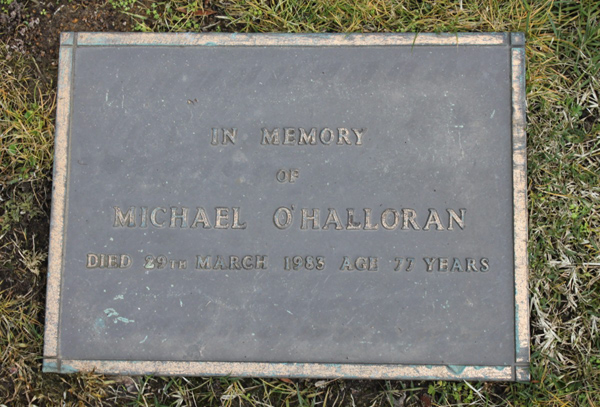 IN MEMORY
OF
MICHAEL O'HALLORAN
DIED 29TH MARCH 1983 AGE 77 YEARS